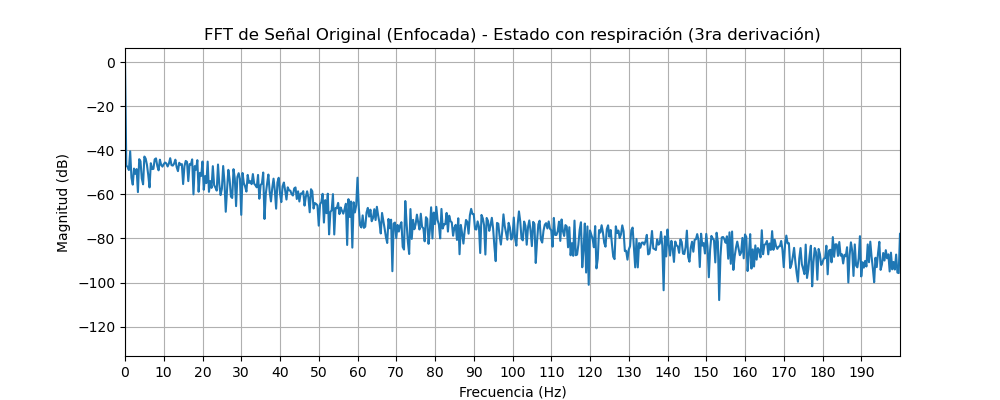 FFT de Señal Original (Enfocada) - Estado con respiración (3ra derivación)
Magnitud (dB)
0
−20
−40
−60
−80
−100
−120
0 10 20 30 40 50 60 70 80 90 100 110 120 130 140 150 160 170 180 190
Frecuencia (Hz)